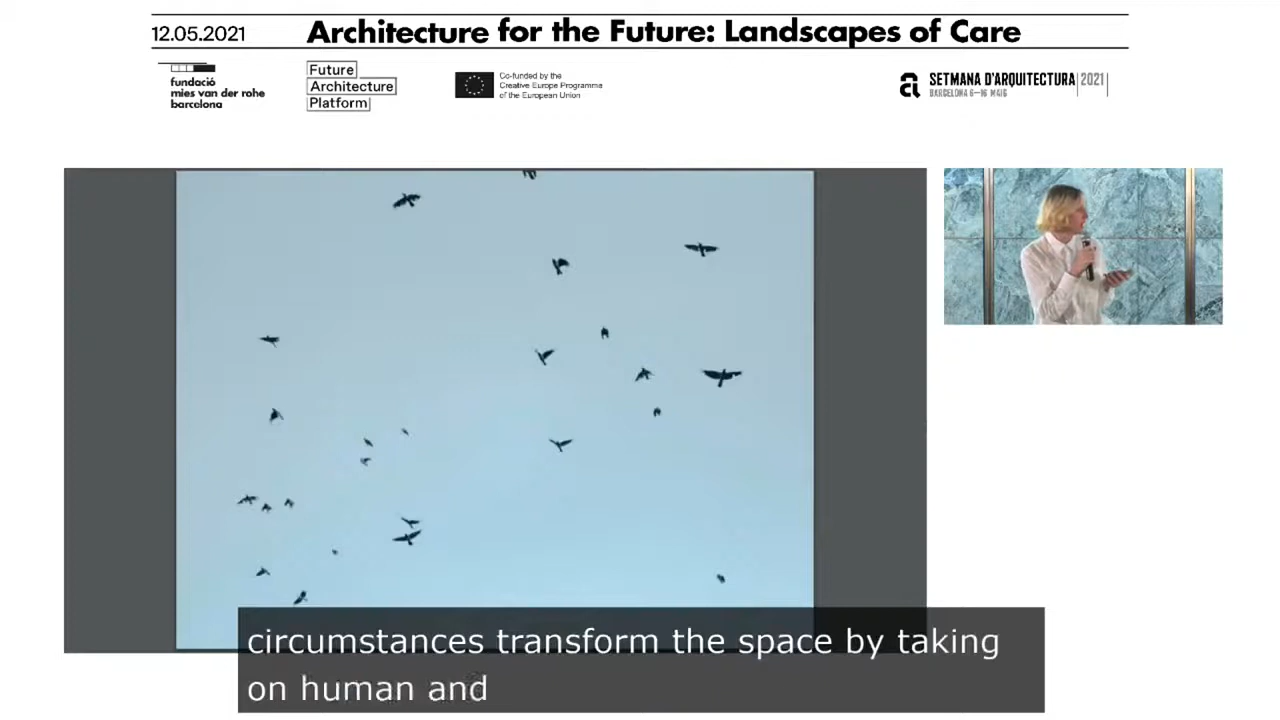 12.05.2021
Architecture for the Future: Landscapes of Care
fundació
mies van der rohe
barcelona
Future
Architecture
Platform
Co-funded by the
Creative Europe Programme
of the European Union
a
SETMANA D'ARQUITECTURA 2021
BARCELONA 6–16 MAIG
circumstances transform the space by taking
on human and